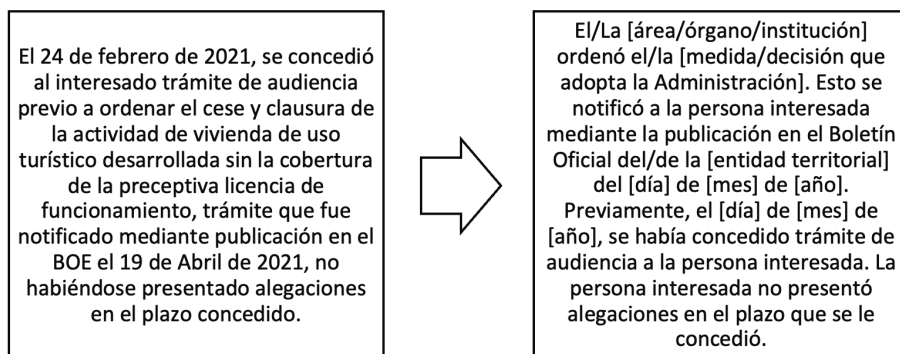 El 24 de febrero de 2021, se concedió
al interesado trámite de audiencia
previo a ordenar el cese y clausura de
la actividad de vivienda de uso
turístico desarrollada sin la cobertura
de la preceptiva licencia de
funcionamiento, trámite que fue
notificado mediante publicación en el
BOE el 19 de Abril de 2021, no
habiéndose presentado alegaciones
en el plazo concedido.
El/La [área/órgano/institución]
ordenó el/la [medida/decisión que
adopta la Administración]. Esto se
notificó a la persona interesada
mediante la publicación en el Boletín
Oficial del/de la [entidad territorial]
del [día] de [mes] de [año].
Previamente, el [día] de [mes] de
[año], se había concedido trámite de
audiencia a la persona interesada. La
persona interesada no presentó
alegaciones en el plazo que se le
concedió.